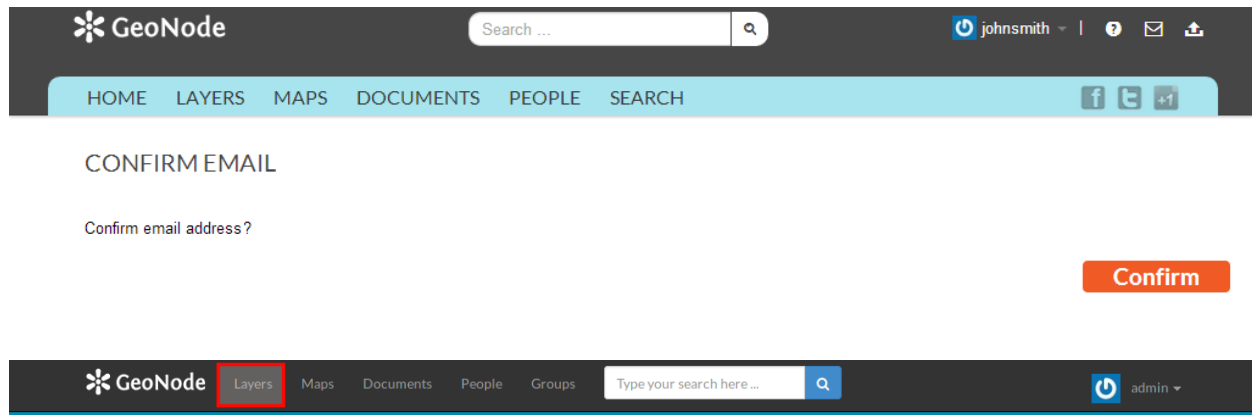 GeoNode Search ... johnsmith |
HOME LAYERS MAPS DOCUMENTS PEOPLE SEARCH f t +1
CONFIRM EMAIL
Confirm email address?
Confirm
GeoNode Layers Maps Documents People Groups Type your search here ... admin